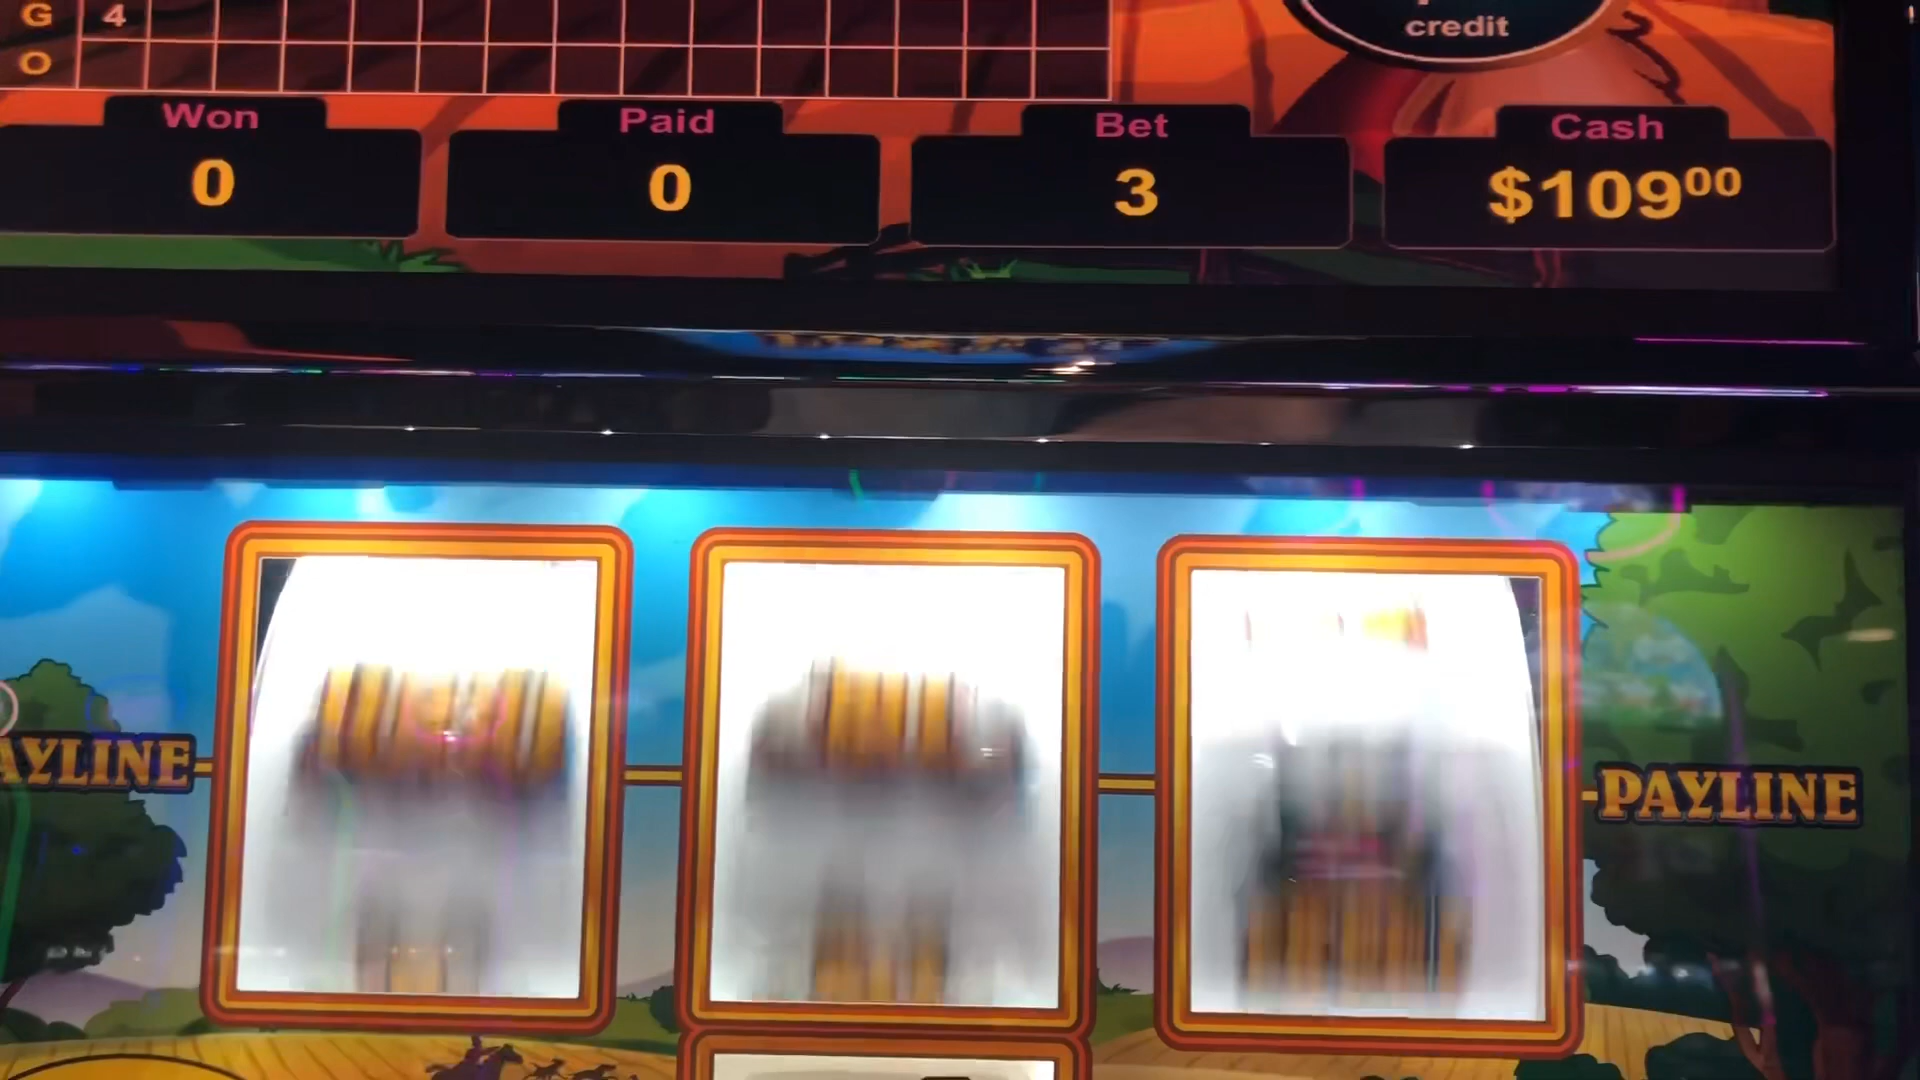 G 4
O
credit
Won Paid Bet Cash
0 0 3 $10900
AYLINE PAYLINE